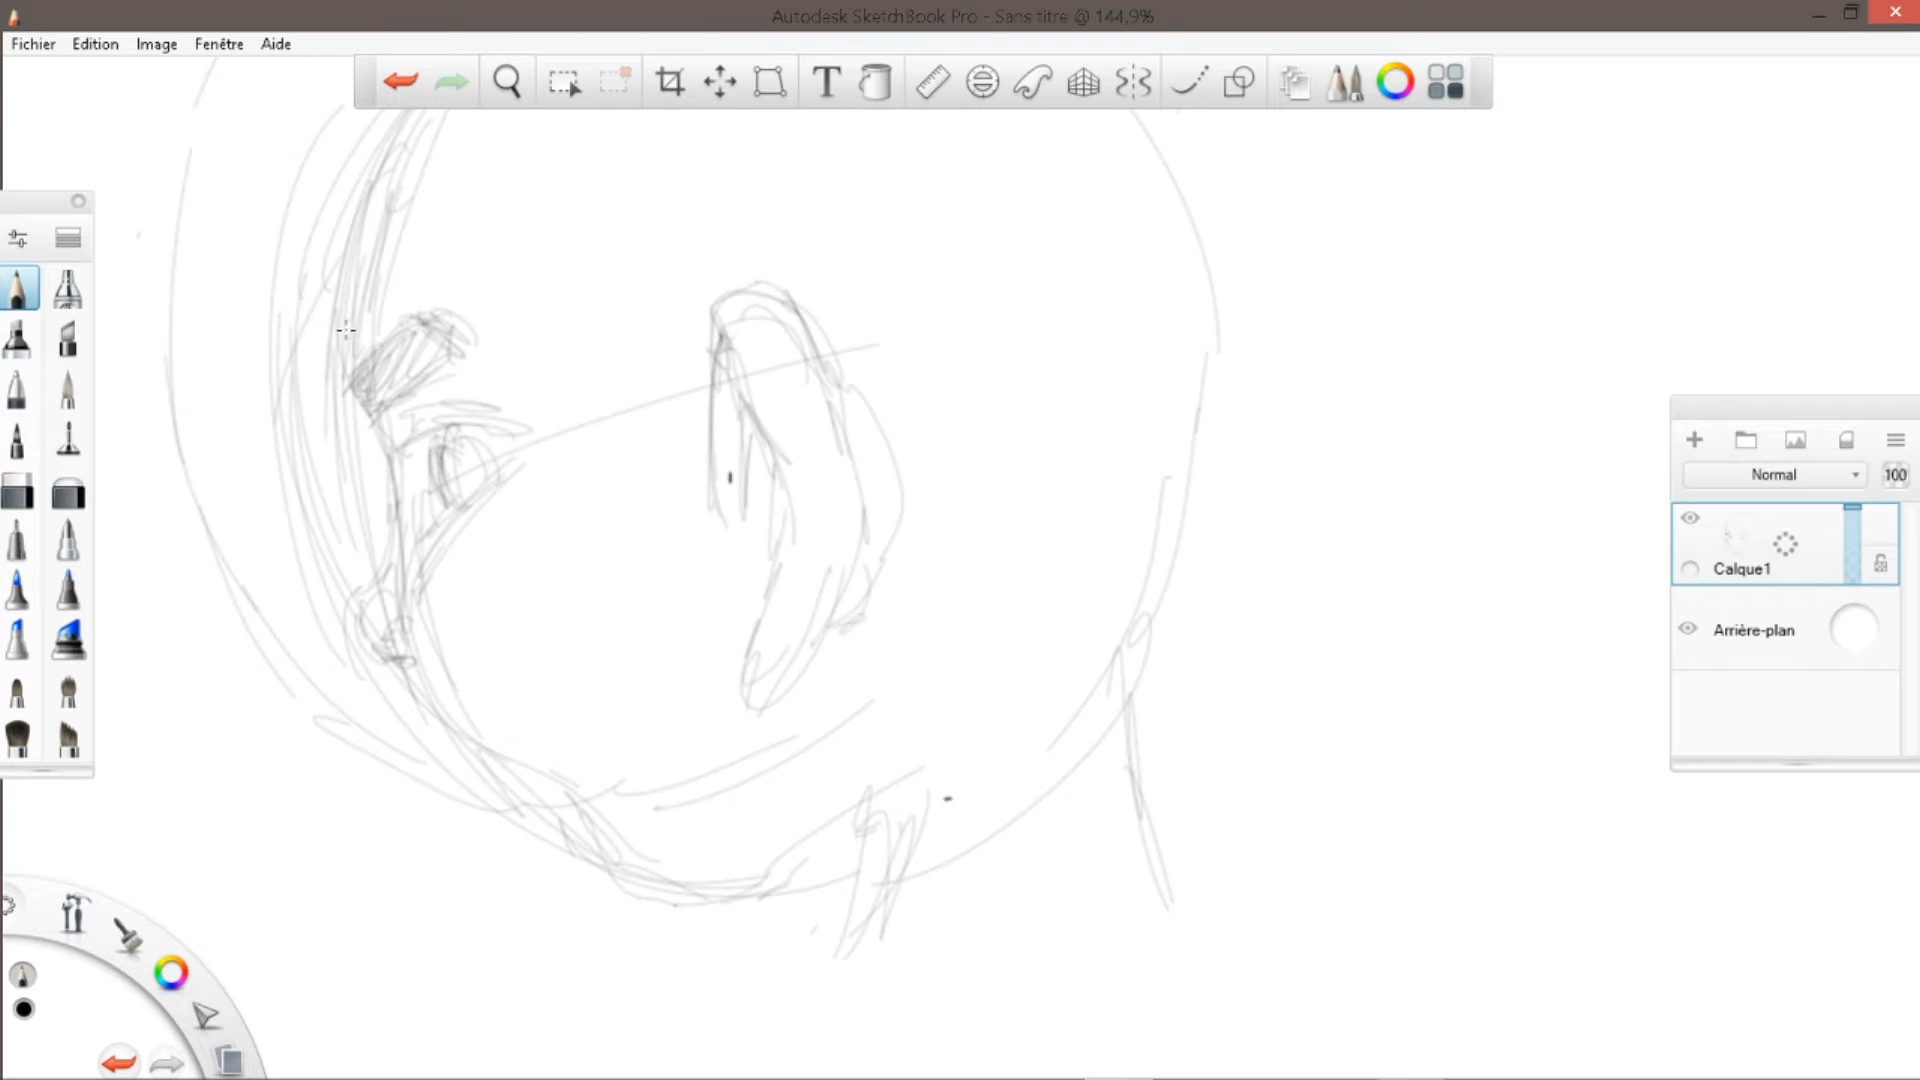 Autodesk SketchBook Pro - Sans titre @ 144,9%
Fichier Edition Image Fenêtre Aide
Normal 100
Calque1
Arrière-plan